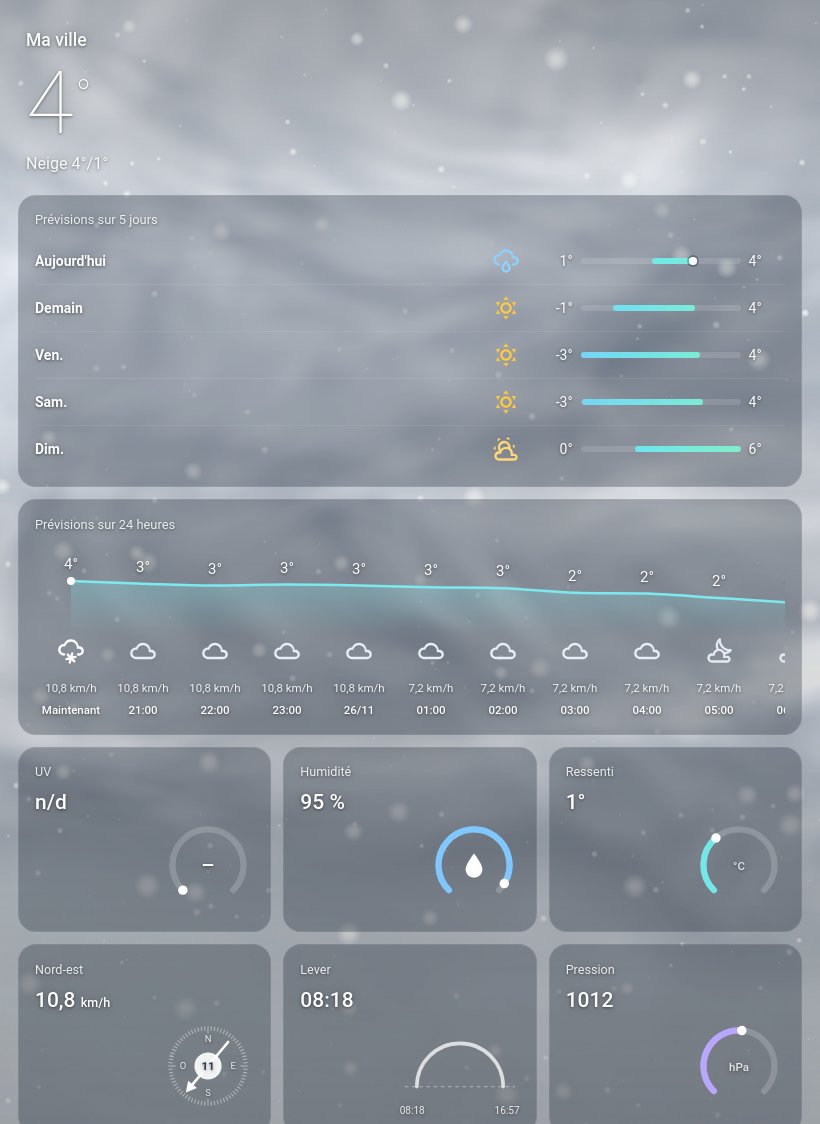 Ma ville
4°
Neige 4°/1°
Prévisions sur 5 jours
Aujourd'hui 1° 4°
Demain -1° 4°
Ven. -3° 4°
Sam. -3° 4°
Dim. 0° 6°
Prévisions sur 24 heures
4° 3° 3° 3° 3° 3° 3° 2° 2° 2°
10,8 km/h 10,8 km/h 10,8 km/h 10,8 km/h 10,8 km/h 7,2 km/h 7,2 km/h 7,2 km/h 7,2 km/h 7,2 km/h 7,2
Maintenant 21:00 22:00 23:00 26/11 01:00 02:00 03:00 04:00 05:00
UV
n/d
–
Humidité
95 %
Ressenti
1°
°C
Nord-est
10,8 km/h
N
O 11 E
S
Lever
08:18
08:18 16:57
Pression
1012
hPa